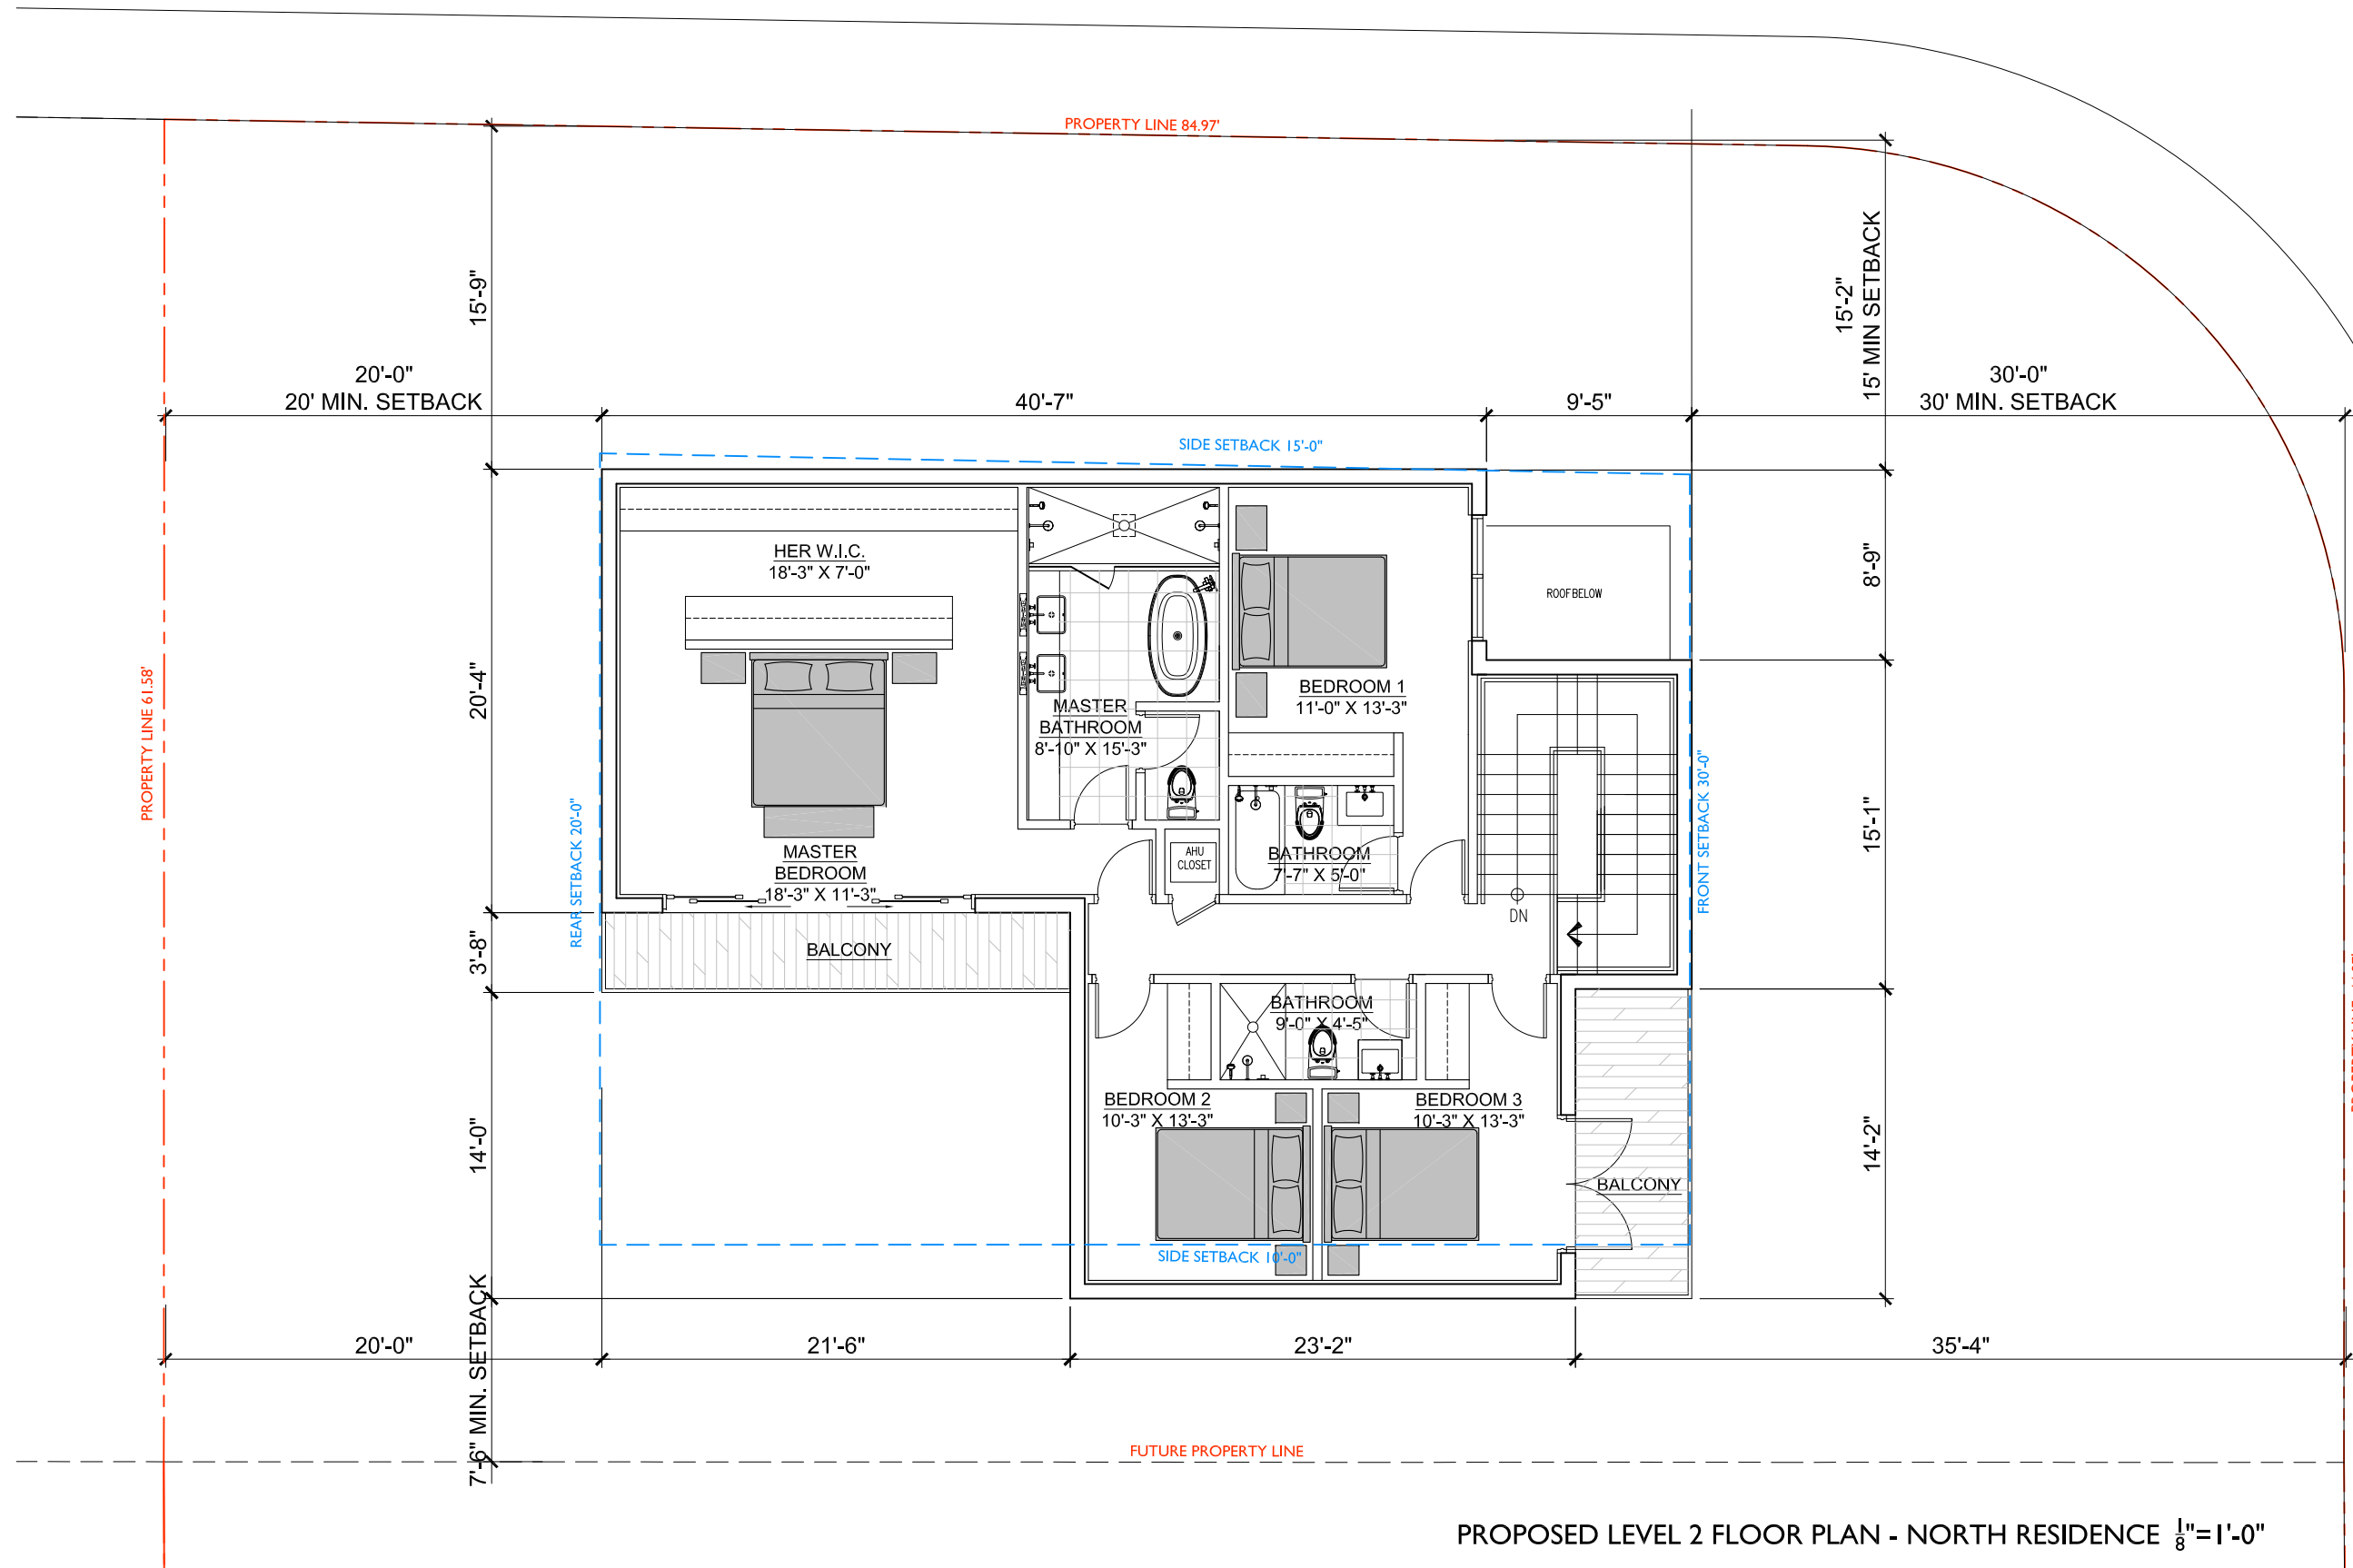 PROPERTY LINE 84.97'
15'-9"
15'-2"
15' MIN SETBACK
20'-0"
20' MIN. SETBACK
40'-7"
9'-5"
30'-0"
30' MIN. SETBACK
SIDE SETBACK 15'-0"
HER W.I.C.
18'-3" X 7'-0"
8'-9"
ROOF BELOW
PROPERTY LINE 61.58'
20'-4"
BEDROOM 1
11'-0" X 13'-3"
MASTER
BATHROOM
8'-10" X 15'-3"
REAR SETBACK 20'-0"
FRONT SETBACK 30'-0"
15'-1"
MASTER
BEDROOM
18'-3" X 11'-3"
AHU
CLOSET
BATHROOM
7'-7" X 5'-0"
DN
3'-8"
BALCONY
BATHROOM
9'-0" X 4'-5"
BEDROOM 2
10'-3" X 13'-3"
BEDROOM 3
10'-3" X 13'-3"
14'-0"
14'-2"
BALCONY
SIDE SETBACK 10'-0"
7'-6" MIN. SETBACK
20'-0"
21'-6"
23'-2"
35'-4"
FUTURE PROPERTY LINE
PROPOSED LEVEL 2 FLOOR PLAN - NORTH RESIDENCE 1/8"=1'-0"